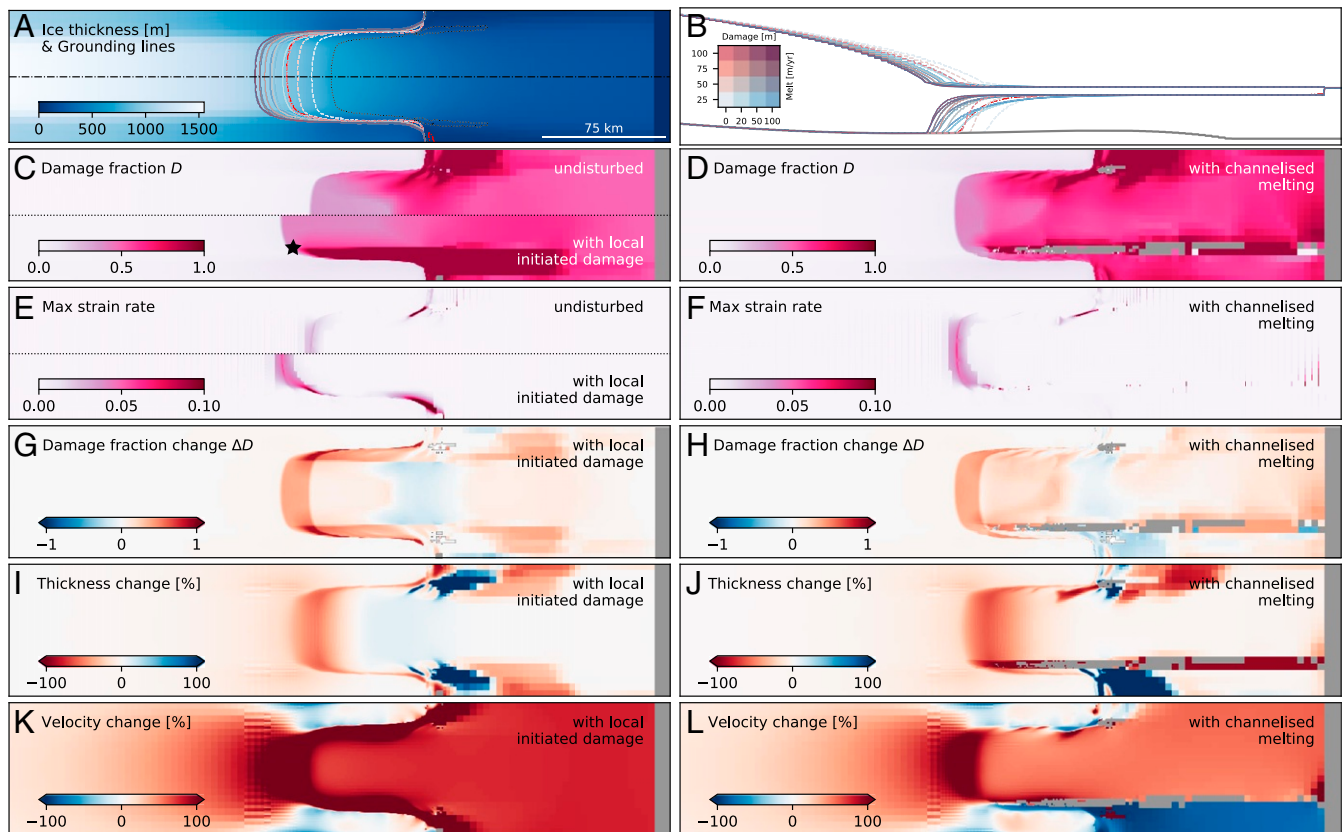 A Ice thickness [m]
& Grounding lines
0 500 1000 1500
75 km
B
Damage [m]
100
75
50
25
Melt [m/yr]
0 20 50 100
C Damage fraction D
undisturbed
with local
initiated damage
0.0 0.5 1.0
D Damage fraction D
with channelised
melting
0.0 0.5 1.0
E Max strain rate
undisturbed
with local
initiated damage
0.00 0.05 0.10
F Max strain rate
with channelised
melting
0.00 0.05 0.10
G Damage fraction change ΔD
with local
initiated damage
−1 0 1
H Damage fraction change ΔD
with channelised
melting
−1 0 1
I Thickness change [%]
with local
initiated damage
−100 0 100
J Thickness change [%]
with channelised
melting
−100 0 100
K Velocity change [%]
with local
initiated damage
−100 0 100
L Velocity change [%]
with channelised
melting
−100 0 100